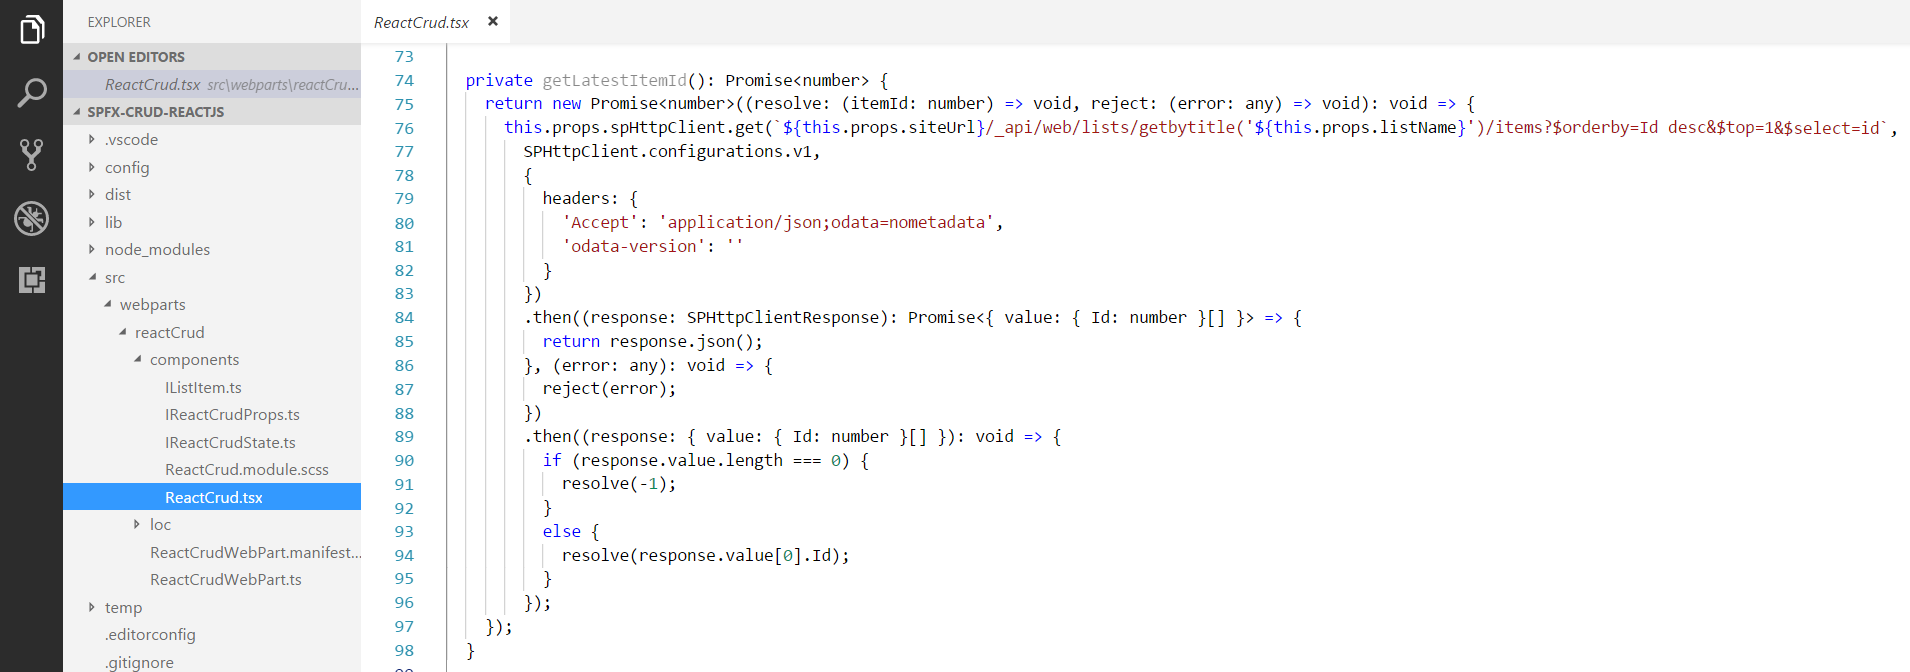 EXPLORER
OPEN EDITORS
ReactCrud.tsx src\webparts\reactCru...
SPFX-CRUD-REACTJS
.vscode
config
dist
lib
node_modules
src
webparts
reactCrud
components
IListItem.ts
IReactCrudProps.ts
IReactCrudState.ts
ReactCrud.module.scss
ReactCrud.tsx
loc
ReactCrudWebPart.manifest...
ReactCrudWebPart.ts
temp
.editorconfig
.gitignore
ReactCrud.tsx ×
73
74 private getLatestItemId(): Promise<number> {
75 return new Promise<number>((resolve: (itemId: number) => void, reject: (error: any) => void): void => {
76 this.props.spHttpClient.get(`${this.props.siteUrl}/_api/web/lists/getbytitle('${this.props.listName}')/items?$orderby=Id desc&$top=1&$select=id`,
77 SPHttpClient.configurations.v1,
78 {
79 headers: {
80 'Accept': 'application/json;odata=nometadata',
81 'odata-version': ''
82 }
83 })
84 .then((response: SPHttpClientResponse): Promise<{ value: { Id: number }[] }> => {
85 return response.json();
86 }, (error: any): void => {
87 reject(error);
88 })
89 .then((response: { value: { Id: number }[] }): void => {
90 if (response.value.length === 0) {
91 resolve(-1);
92 }
93 else {
94 resolve(response.value[0].Id);
95 }
96 });
97 });
98 }